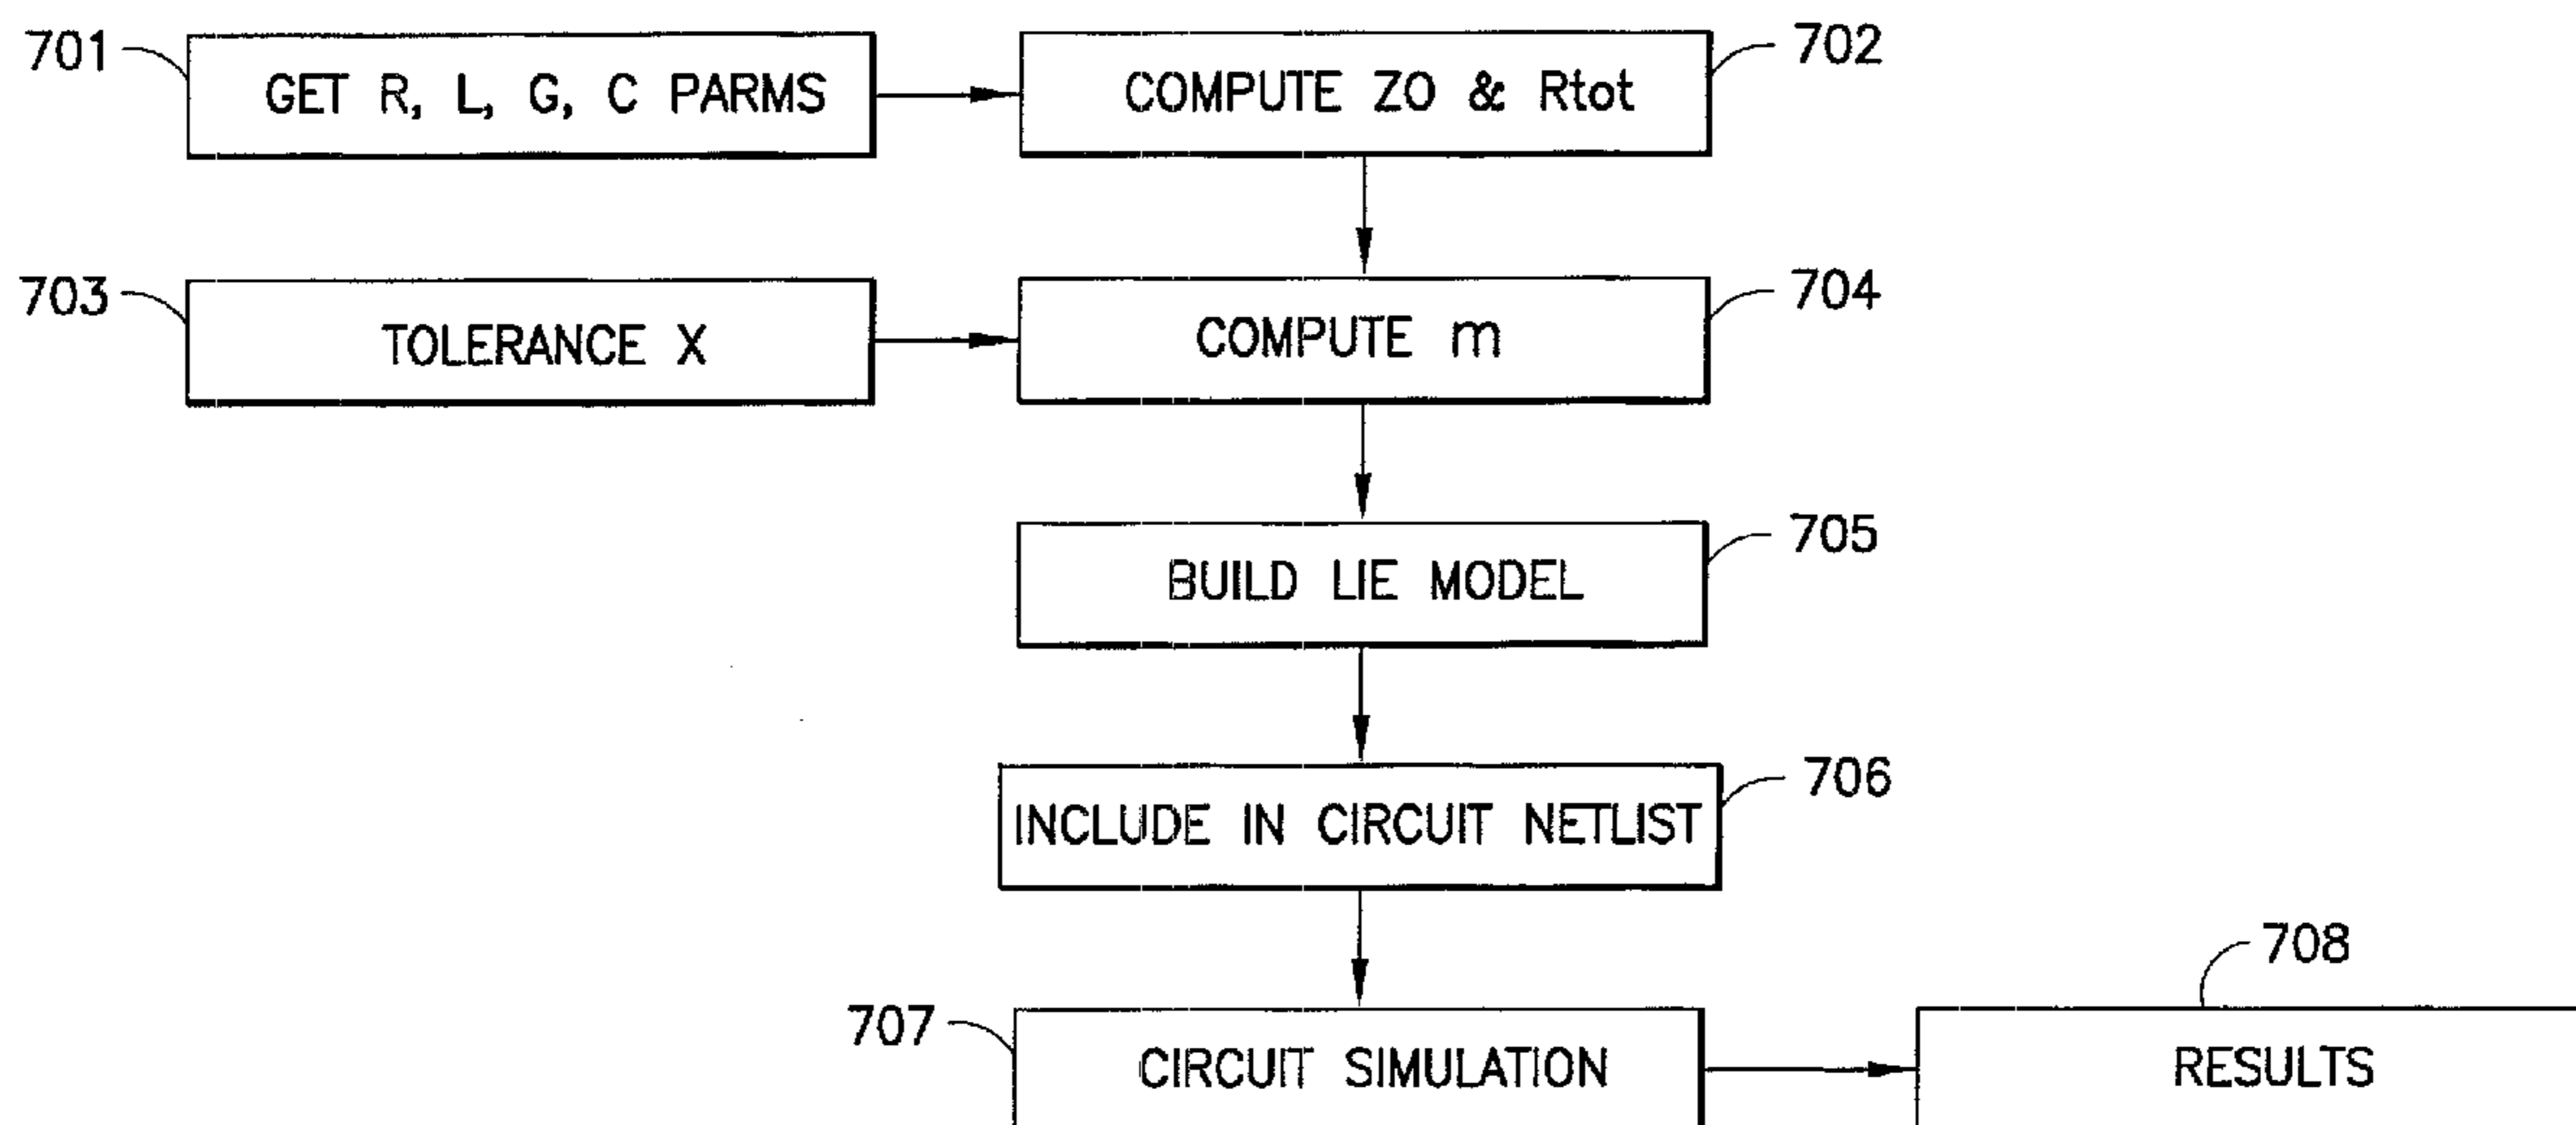 701
GET R, L, G, C PARMS
COMPUTE ZO & Rtot
702
703
TOLERANCE X
COMPUTE m
704
BUILD LIE MODEL
705
INCLUDE IN CIRCUIT NETLIST
706
707
CIRCUIT SIMULATION
708
RESULTS